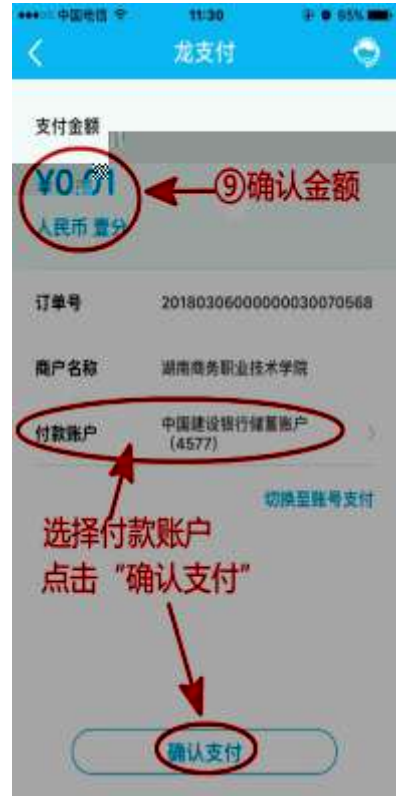 中国电信 11:30 65%
龙支付
支付金额
¥0.01
⑨确认金额
人民币 壹分
订单号 20180306000000030070568
商户名称 湖南商务职业技术学院
付款账户 中国建设银行储蓄账户
(4577)
切换至账号支付
选择付款账户
点击“确认支付”
确认支付